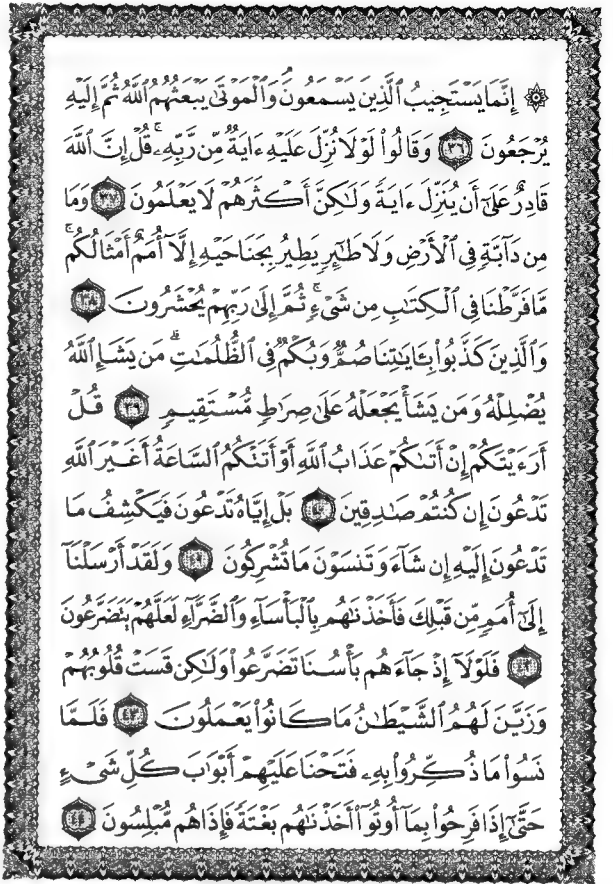 ۞ إِنَّمَا يَسْتَجِيبُ ٱلَّذِينَ يَسْمَعُونَ وَٱلْمَوْتَىٰ يَبْعَثُهُمُ ٱللَّهُ ثُمَّ إِلَيْهِ
يُرْجَعُونَ ٣٦ وَقَالُوا۟ لَوْلَا نُزِّلَ عَلَيْهِ ءَايَةٌ مِّن رَّبِّهِۦ ۚ قُلْ إِنَّ ٱللَّهَ
قَادِرٌ عَلَىٰٓ أَن يُنَزِّلَ ءَايَةً وَلَٰكِنَّ أَكْثَرَهُمْ لَا يَعْلَمُونَ ٣٧ وَمَا
مِن دَآبَّةٍ فِى ٱلْأَرْضِ وَلَا طَٰٓئِرٍ يَطِيرُ بِجَنَاحَيْهِ إِلَّآ أُمَمٌ أَمْثَالُكُم ۚ
مَّا فَرَّطْنَا فِى ٱلْكِتَٰبِ مِن شَىْءٍ ۚ ثُمَّ إِلَىٰ رَبِّهِمْ يُحْشَرُونَ ٣٨
وَٱلَّذِينَ كَذَّبُوا۟ بِـَٔايَٰتِنَا صُمٌّ وَبُكْمٌ فِى ٱلظُّلُمَٰتِ ۗ مَن يَشَإِ ٱللَّهُ
يُضْلِلْهُ وَمَن يَشَأْ يَجْعَلْهُ عَلَىٰ صِرَٰطٍ مُّسْتَقِيمٍ ٣٩ قُلْ
أَرَءَيْتَكُمْ إِنْ أَتَىٰكُمْ عَذَابُ ٱللَّهِ أَوْ أَتَتْكُمُ ٱلسَّاعَةُ أَغَيْرَ ٱللَّهِ
تَدْعُونَ إِن كُنتُمْ صَٰدِقِينَ ٤٠ بَلْ إِيَّاهُ تَدْعُونَ فَيَكْشِفُ مَا
تَدْعُونَ إِلَيْهِ إِن شَآءَ وَتَنسَوْنَ مَا تُشْرِكُونَ ٤١ وَلَقَدْ أَرْسَلْنَآ
إِلَىٰٓ أُمَمٍ مِّن قَبْلِكَ فَأَخَذْنَٰهُم بِٱلْبَأْسَآءِ وَٱلضَّرَّآءِ لَعَلَّهُمْ يَتَضَرَّعُونَ
٤٢ فَلَوْلَآ إِذْ جَآءَهُم بَأْسُنَا تَضَرَّعُوا۟ وَلَٰكِن قَسَتْ قُلُوبُهُمْ
وَزَيَّنَ لَهُمُ ٱلشَّيْطَٰنُ مَا كَانُوا۟ يَعْمَلُونَ ٤٣ فَلَمَّا
نَسُوا۟ مَا ذُكِّرُوا۟ بِهِۦ فَتَحْنَا عَلَيْهِمْ أَبْوَٰبَ كُلِّ شَىْءٍ
حَتَّىٰٓ إِذَا فَرِحُوا۟ بِمَآ أُوتُوٓا۟ أَخَذْنَٰهُم بَغْتَةً فَإِذَا هُم مُّبْلِسُونَ ٤٤